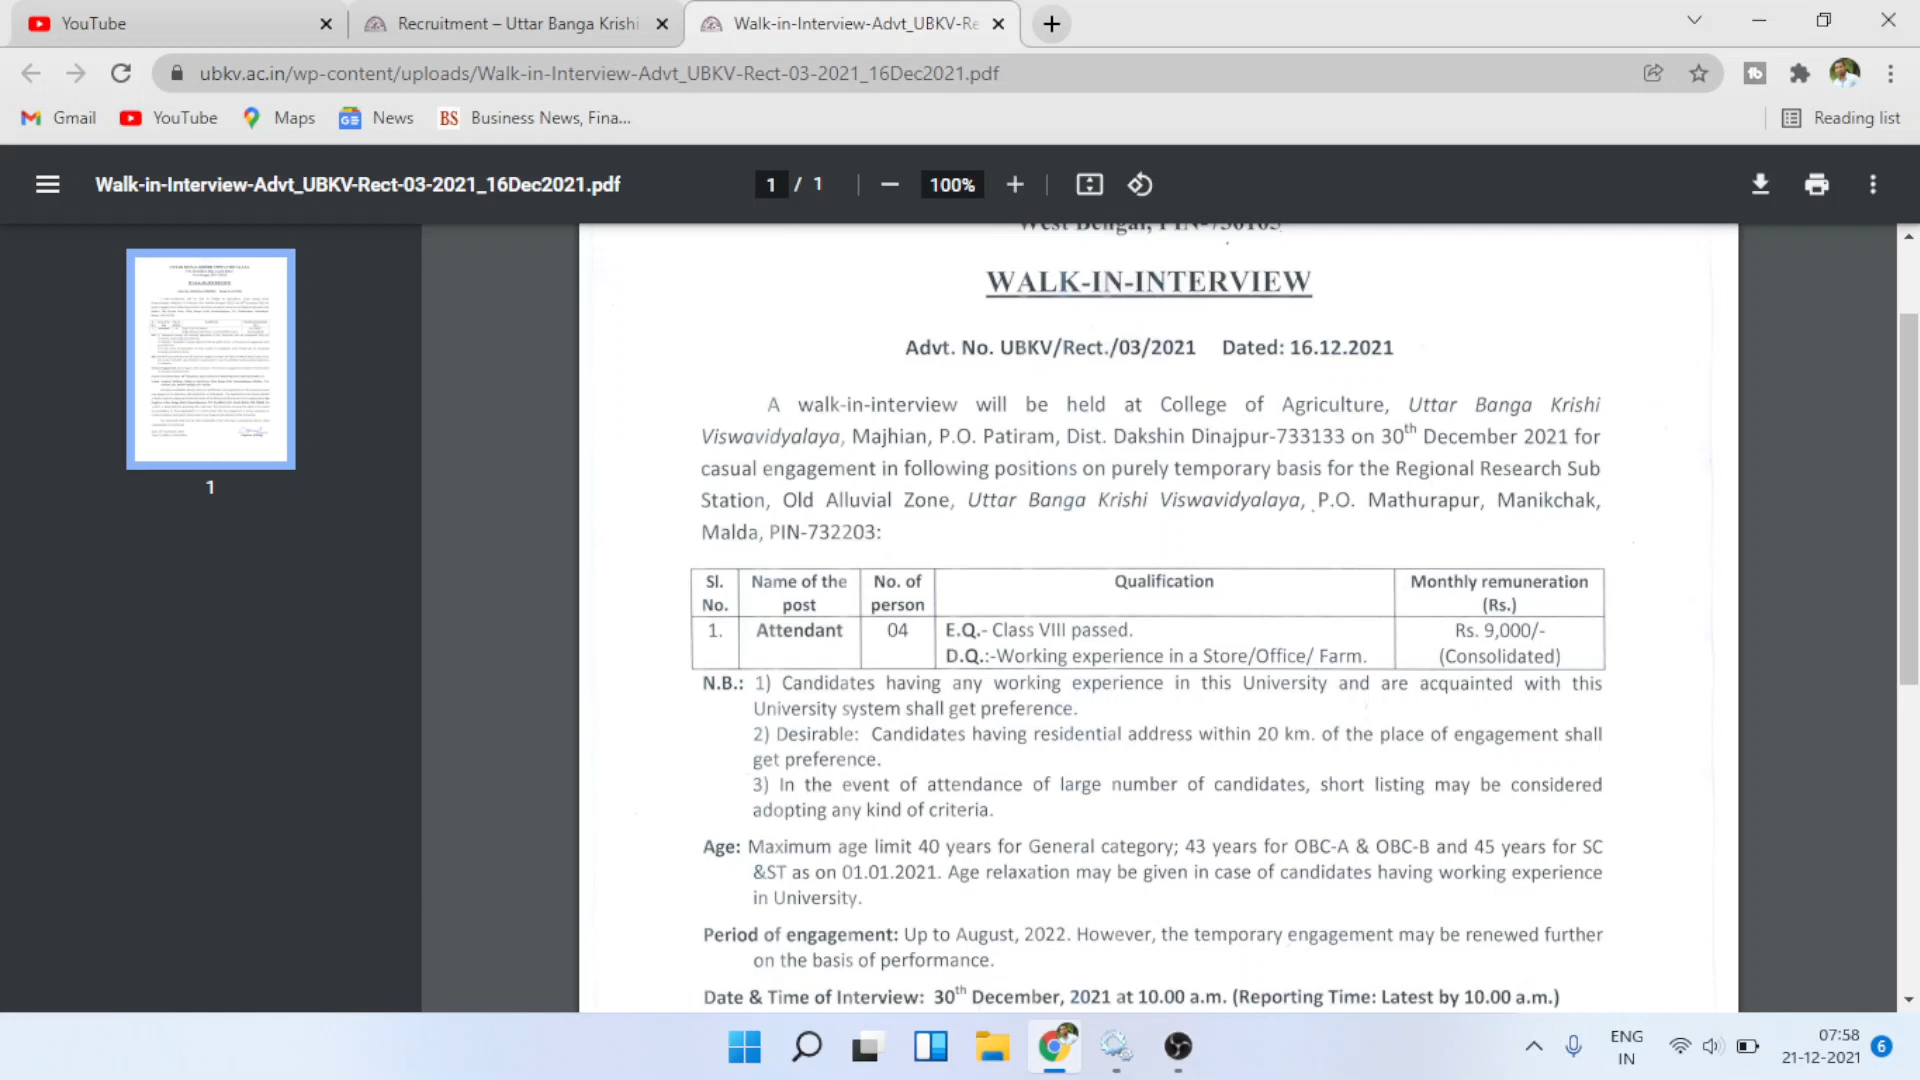 YouTube
Recruitment – Uttar Banga Krishi
Walk-in-Interview-Advt_UBKV-Re
ubkv.ac.in/wp-content/uploads/Walk-in-Interview-Advt_UBKV-Rect-03-2021_16Dec2021.pdf
Gmail YouTube Maps News BS Business News, Fina... Reading list
Walk-in-Interview-Advt_UBKV-Rect-03-2021_16Dec2021.pdf
1 / 1
100%
1
West Bengal, PIN-736165
WALK-IN-INTERVIEW
Advt. No. UBKV/Rect./03/2021 Dated: 16.12.2021
A walk-in-interview will be held at College of Agriculture, Uttar Banga Krishi
Viswavidyalaya, Majhian, P.O. Patiram, Dist. Dakshin Dinajpur-733133 on 30th December 2021 for
casual engagement in following positions on purely temporary basis for the Regional Research Sub
Station, Old Alluvial Zone, Uttar Banga Krishi Viswavidyalaya, P.O. Mathurapur, Manikchak,
Malda, PIN-732203:
Sl. No. Name of the post No. of person Qualification Monthly remuneration (Rs.)
1. Attendant 04 E.Q.- Class VIII passed. Rs. 9,000/-
D.Q.:-Working experience in a Store/Office/ Farm. (Consolidated)
N.B.: 1) Candidates having any working experience in this University and are acquainted with this
University system shall get preference.
2) Desirable: Candidates having residential address within 20 km. of the place of engagement shall
get preference.
3) In the event of attendance of large number of candidates, short listing may be considered
adopting any kind of criteria.
Age: Maximum age limit 40 years for General category; 43 years for OBC-A & OBC-B and 45 years for SC
&ST as on 01.01.2021. Age relaxation may be given in case of candidates having working experience
in University.
Period of engagement: Up to August, 2022. However, the temporary engagement may be renewed further
on the basis of performance.
Date & Time of Interview: 30th December, 2021 at 10.00 a.m. (Reporting Time: Latest by 10.00 a.m.)
ENG
IN
07:58
21-12-2021
6